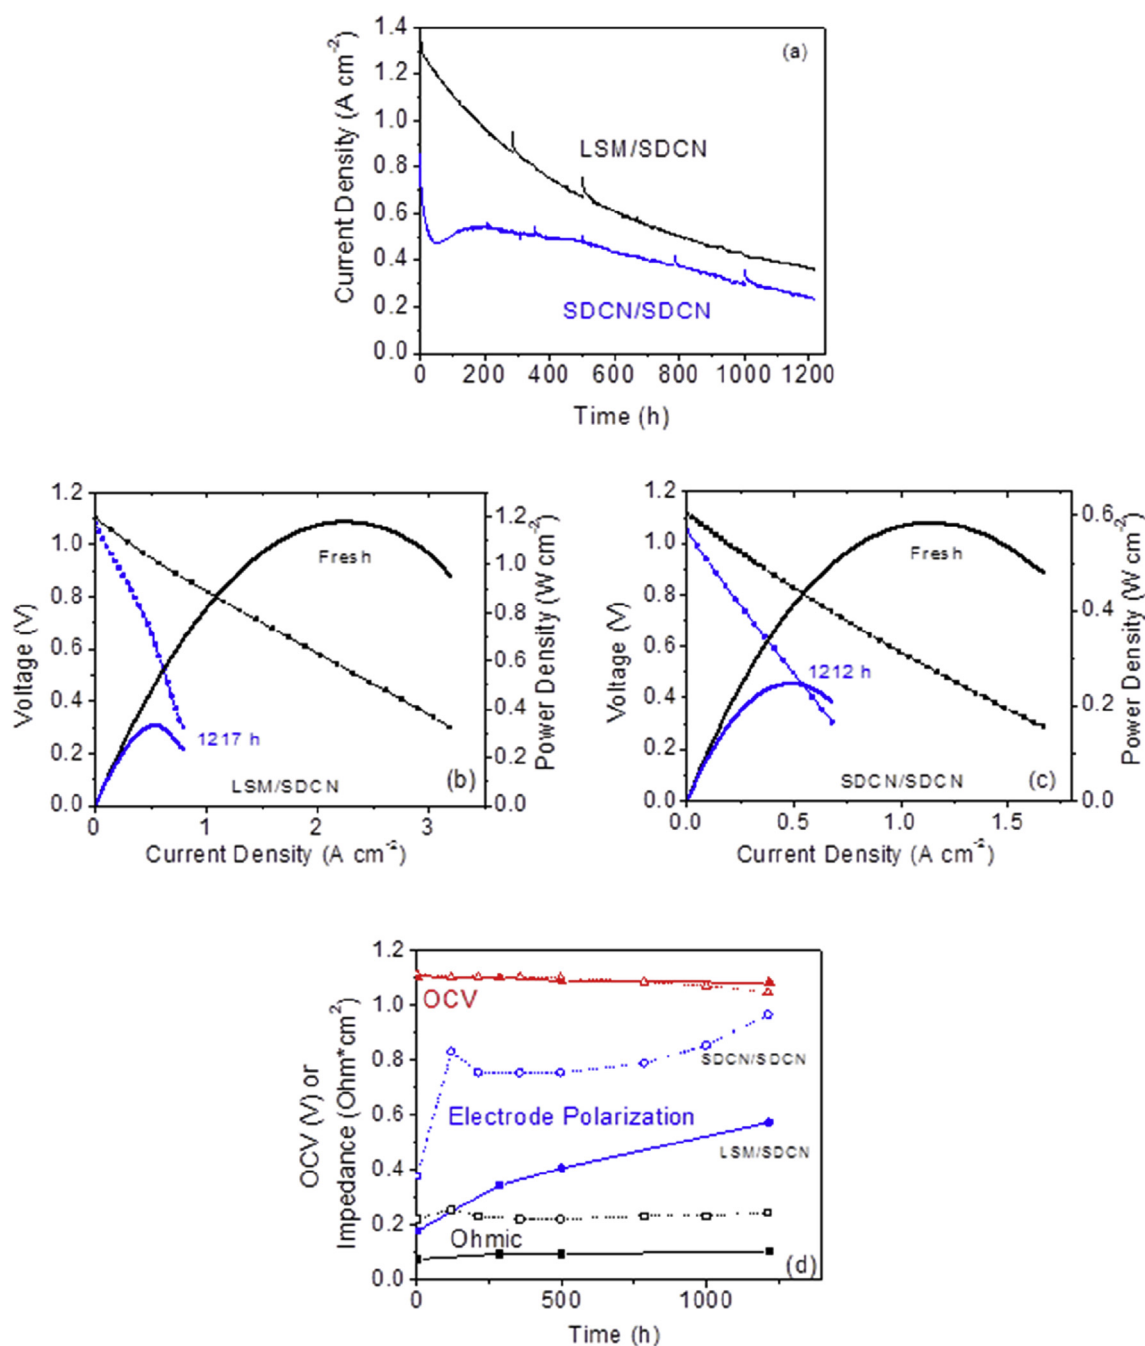 1.4
1.2
1.0
0.8
0.6
0.4
0.2
0.0
Current Density (A cm⁻²)
(a)
LSM/SDCN
SDCN/SDCN
0 200 400 600 800 1000 1200
Time (h)
1.2
1.0
0.8
0.6
0.4
0.2
0.0
Voltage (V)
Fresh
1217 h
LSM/SDCN
(b)
1.2
1.0
0.8
0.6
0.4
0.2
0.0
Power Density (W cm⁻²)
0 1 2 3
Current Density (A cm⁻²)
1.2
1.0
0.8
0.6
0.4
0.2
0.0
Voltage (V)
Fresh
1212 h
SDCN/SDCN
(c)
0.6
0.4
0.2
0.0
Power Density (W cm⁻²)
0.0 0.5 1.0 1.5
Current Density (A cm⁻²)
1.2
1.0
0.8
0.6
0.4
0.2
0.0
OCV (V) or
Impedance (Ohm*cm²)
OCV
SDCN/SDCN
Electrode Polarization
LSM/SDCN
Ohmic
(d)
0 500 1000
Time (h)